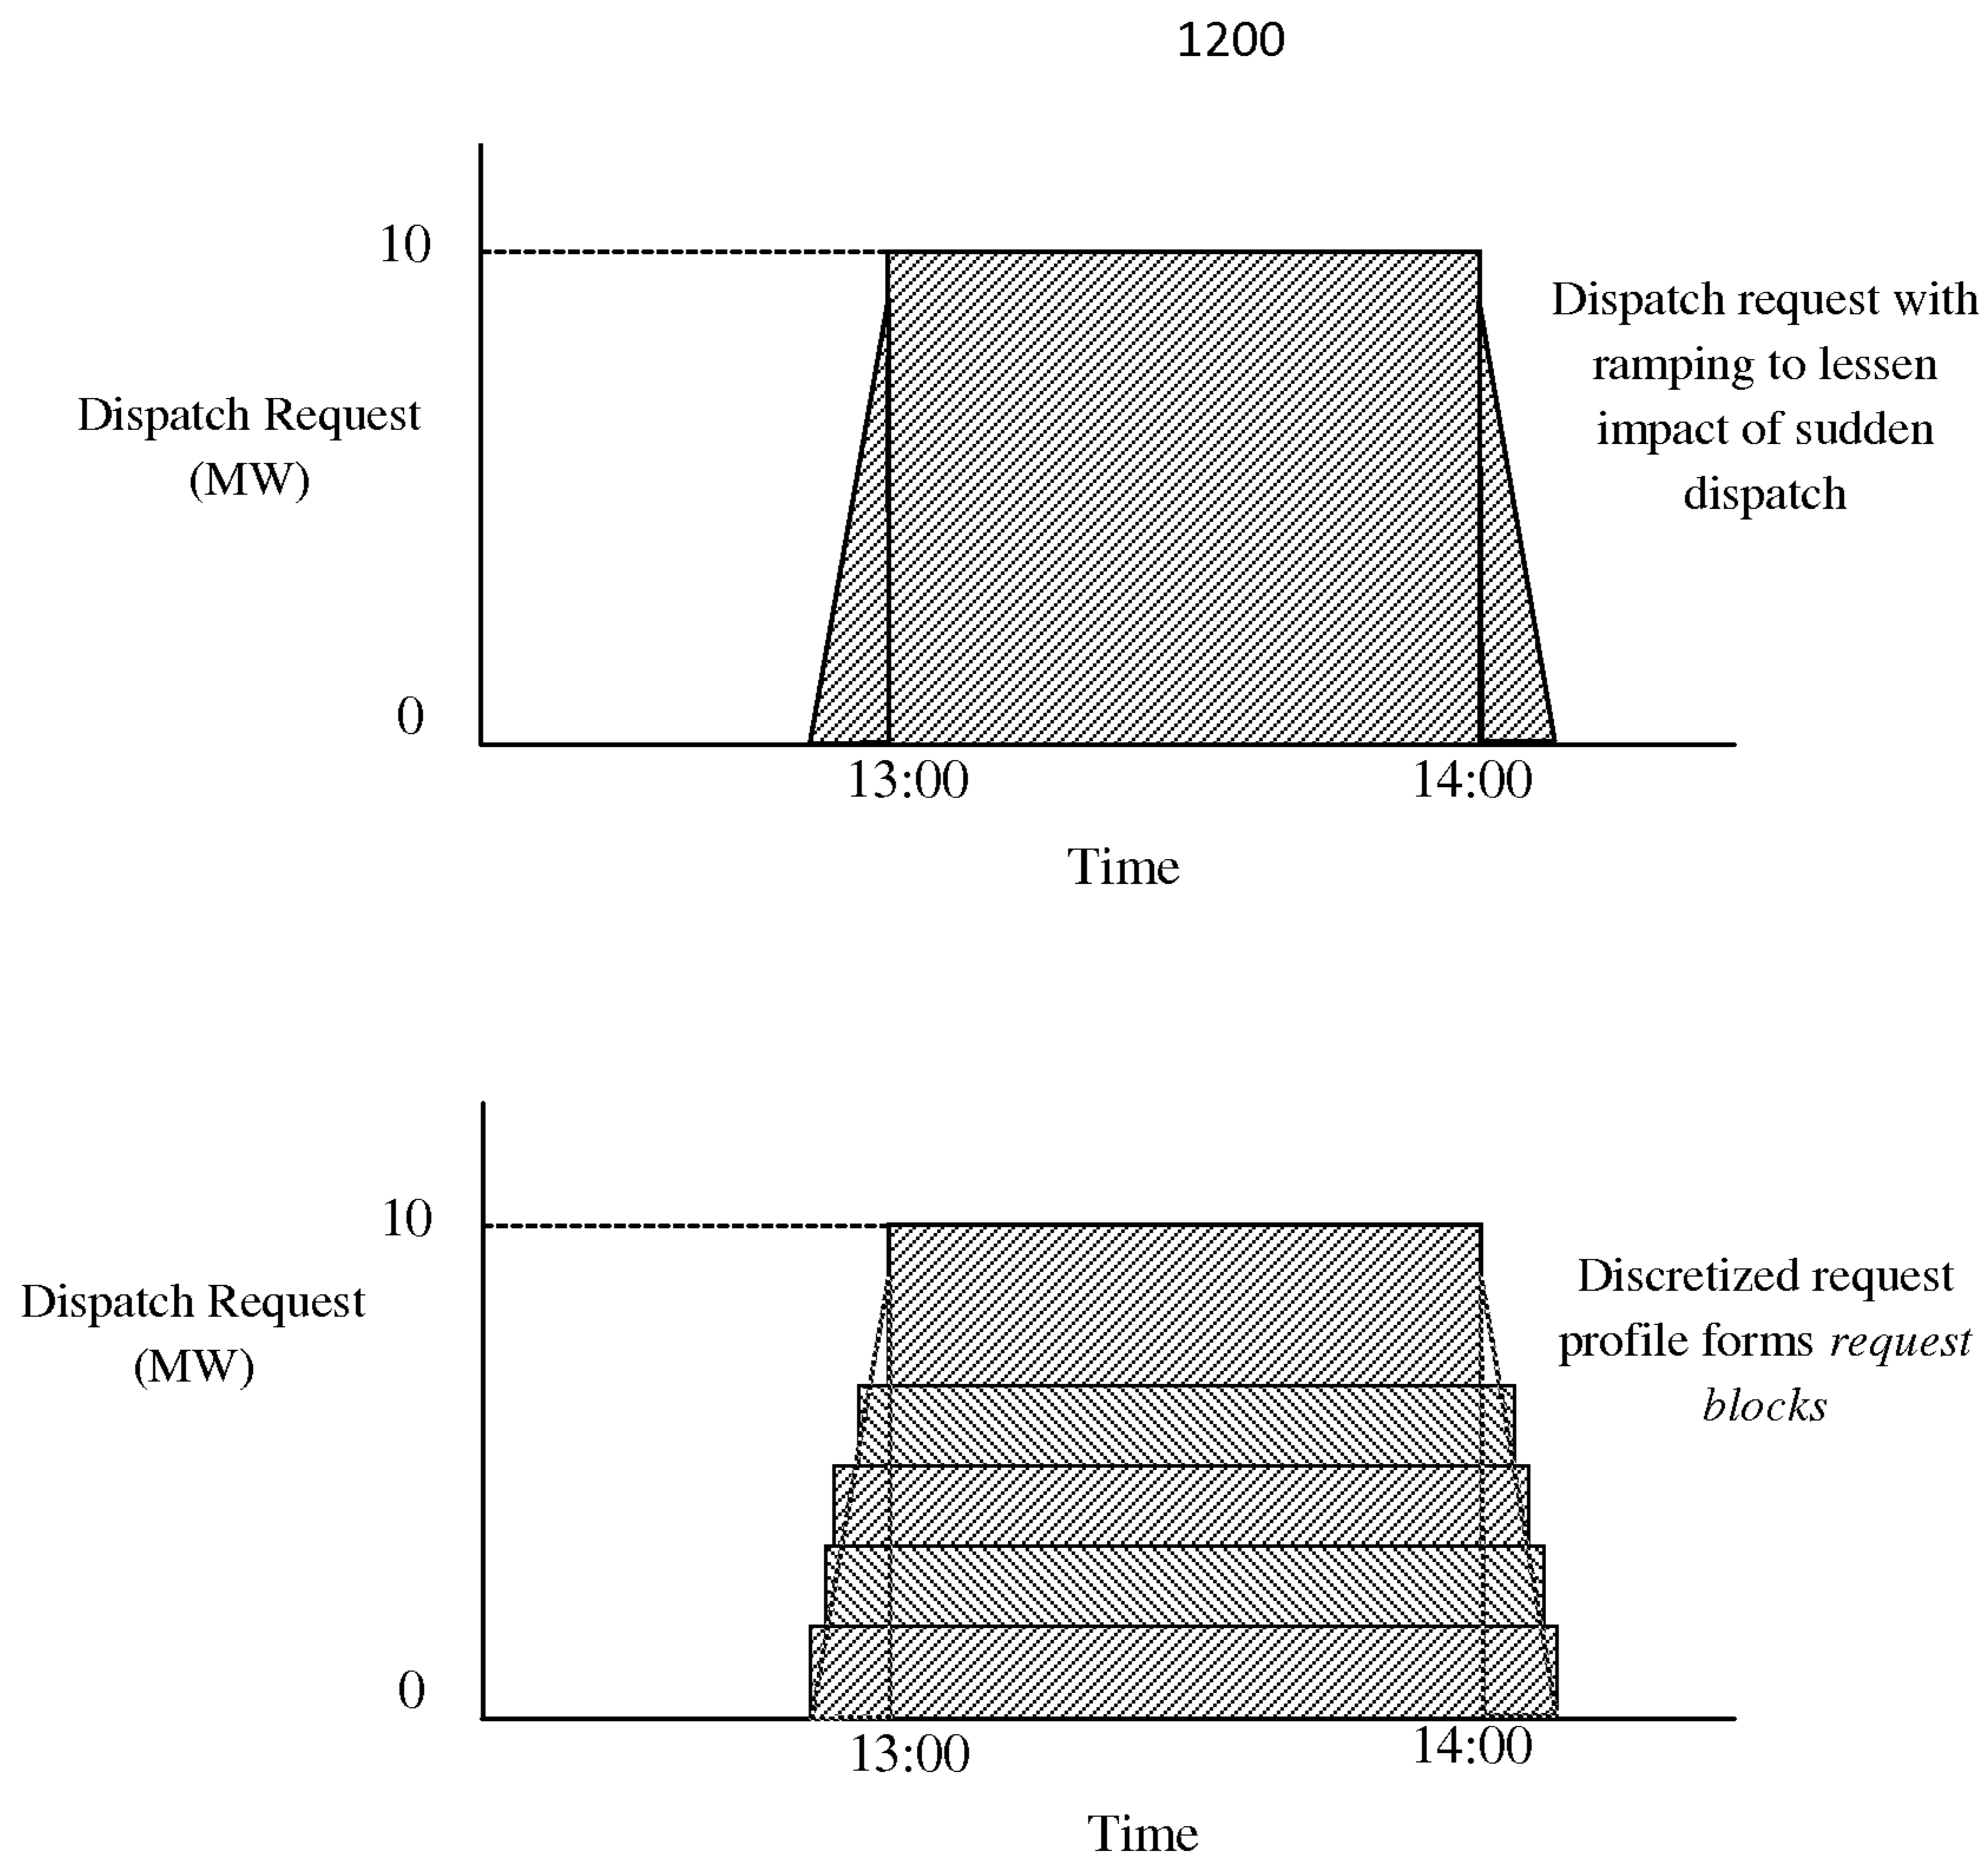 1200
10
Dispatch Request
(MW)
0
Dispatch request with
ramping to lessen
impact of sudden
dispatch
13:00
14:00
Time
10
Dispatch Request
(MW)
0
Discretized request
profile forms request
blocks
13:00
14:00
Time